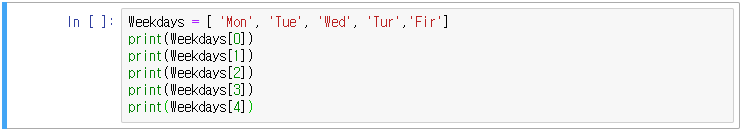 In [ ]: Weekdays = [ 'Mon', 'Tue', 'Wed', 'Tur','Fir']
print(Weekdays[0])
print(Weekdays[1])
print(Weekdays[2])
print(Weekdays[3])
print(Weekdays[4])